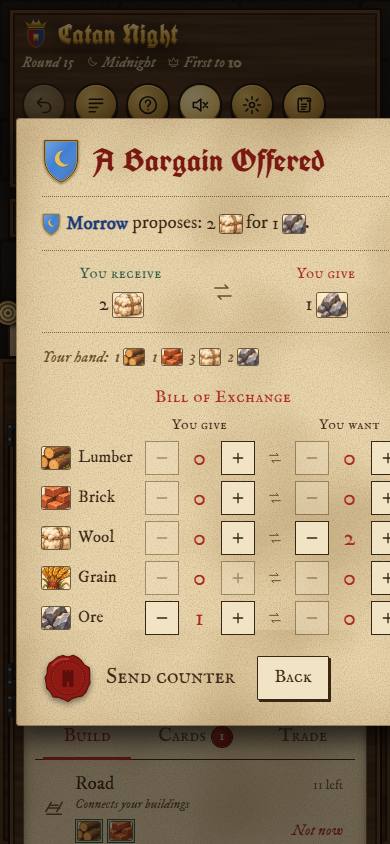 Catan Night
Round 15 Midnight First to 10
?
A Bargain Offered
Morrow proposes: 2 for 1 .
You receive You give
2 1
Your hand: 1 1 3 2
Bill of Exchange
You give You want
Lumber − 0 + − 0 +
Brick − 0 + − 0 +
Wool − 0 + − 2 +
Grain − 0 + − 0 +
Ore − 1 + − 0 +
Send counter Back
Build Cards 1 Trade
Road 11 left
Connects your buildings
Not now